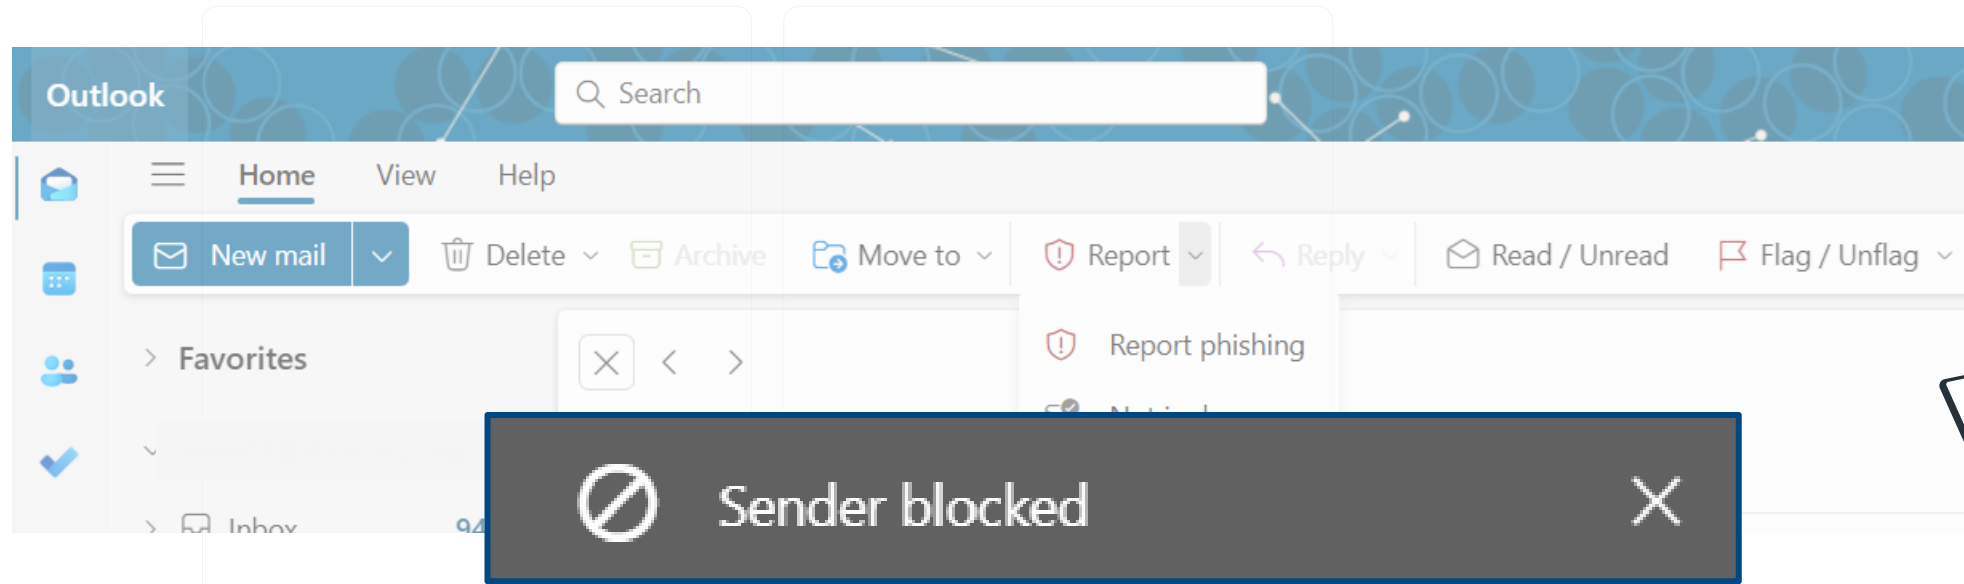 Outlook
Search
Home View Help
New mail Delete Archive Move to Report Reply Read / Unread Flag / Unflag
Favorites
Report phishing
Inbox 94
Sender blocked